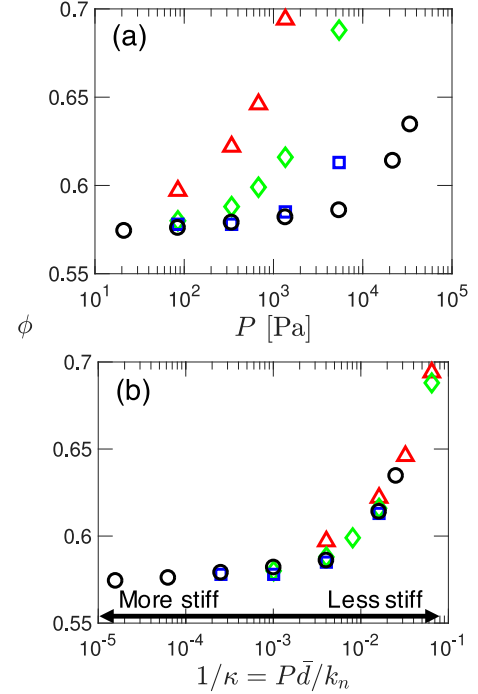 0.7
(a)
0.65
0.6
0.55
10^1 10^2 10^3 10^4 10^5
ϕ
P [Pa]
0.7
(b)
0.65
0.6
More stiff Less stiff
0.55
10^-5 10^-4 10^-3 10^-2 10^-1
1/κ = Pd̄/k_n